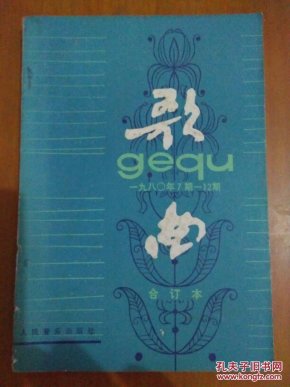 歌
gequ
一九八〇年7期—12期
曲
合订本
人民音乐出版社
孔夫子旧书网